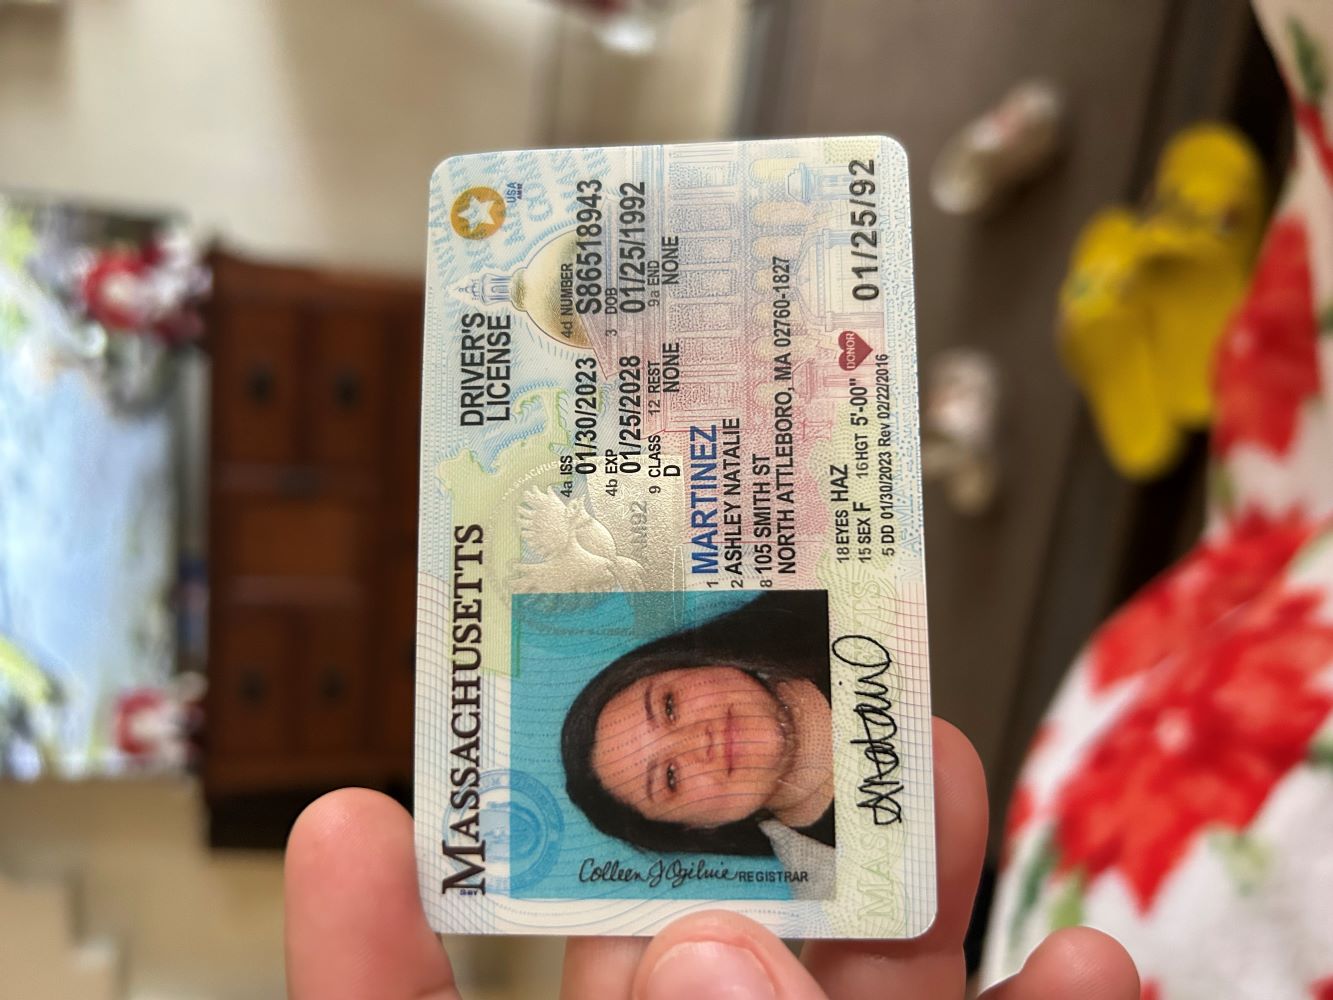 MASSACHUSETTS
DRIVER'S
LICENSE
USA
AM92
4a ISS
01/30/2023
4d NUMBER
S86518943
4b EXP
01/25/2028
3 DOB
01/25/1992
9 CLASS
D
12 REST
NONE
9a END
NONE
AM92
1 MARTINEZ
2 ASHLEY NATALIE
8 105 SMITH ST
NORTH ATTLEBORO, MA 02760-1827
18 EYES HAZ
15 SEX F 16 HGT 5'-00"
DONOR
01/25/92
5 DD 01/30/2023 Rev 02/22/2016
REGISTRAR